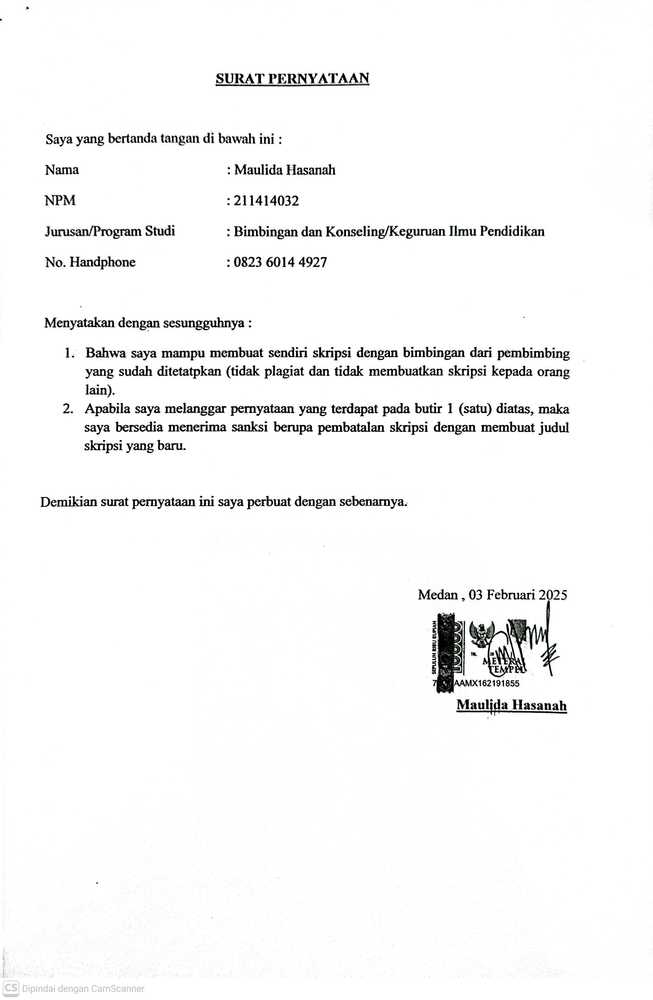 SURAT PERNYATAAN
Saya yang bertanda tangan di bawah ini :
Nama : Maulida Hasanah
NPM : 211414032
Jurusan/Program Studi : Bimbingan dan Konseling/Keguruan Ilmu Pendidikan
No. Handphone : 0823 6014 4927
Menyatakan dengan sesungguhnya :
1. Bahwa saya mampu membuat sendiri skripsi dengan bimbingan dari pembimbing
yang sudah ditetatpkan (tidak plagiat dan tidak membuatkan skripsi kepada orang
lain).
2. Apabila saya melanggar pernyataan yang terdapat pada butir 1 (satu) diatas, maka
saya bersedia menerima sanksi berupa pembatalan skripsi dengan membuat judul
skripsi yang baru.
Demikian surat pernyataan ini saya perbuat dengan sebenarnya.
Medan , 03 Februari 2025
SEPULUH RIBU RUPIAH
TGL. 20
METERAI
TEMPEL
AAMX162191855
Maulida Hasanah
CS Dipindai dengan CamScanner